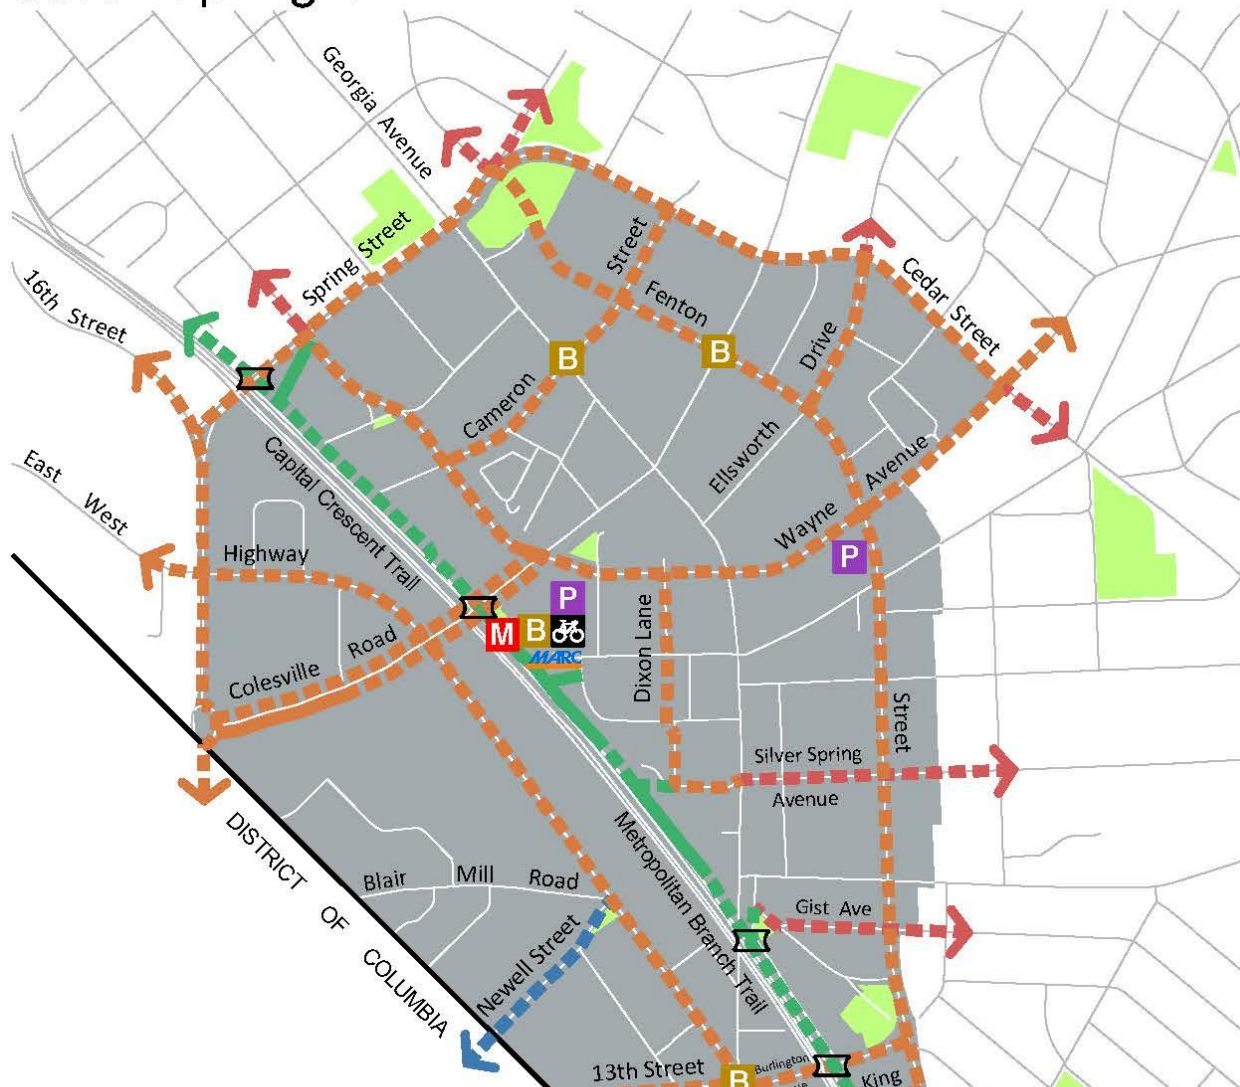 Georgia Avenue
Spring Street
16th Street
Street
Fenton
Cedar Street
Drive
B
B
Cameron
Ellsworth
Wayne Avenue
East West
Highway
Capital Crescent Trail
P
P
M
B
MARC
Dixon Lane
Colesville Road
Street
Silver Spring
Avenue
DISTRICT OF COLUMBIA
Blair Mill Road
Metropolitan Branch Trail
Gist Ave
Newell Street
13th Street
B
Burlington
King